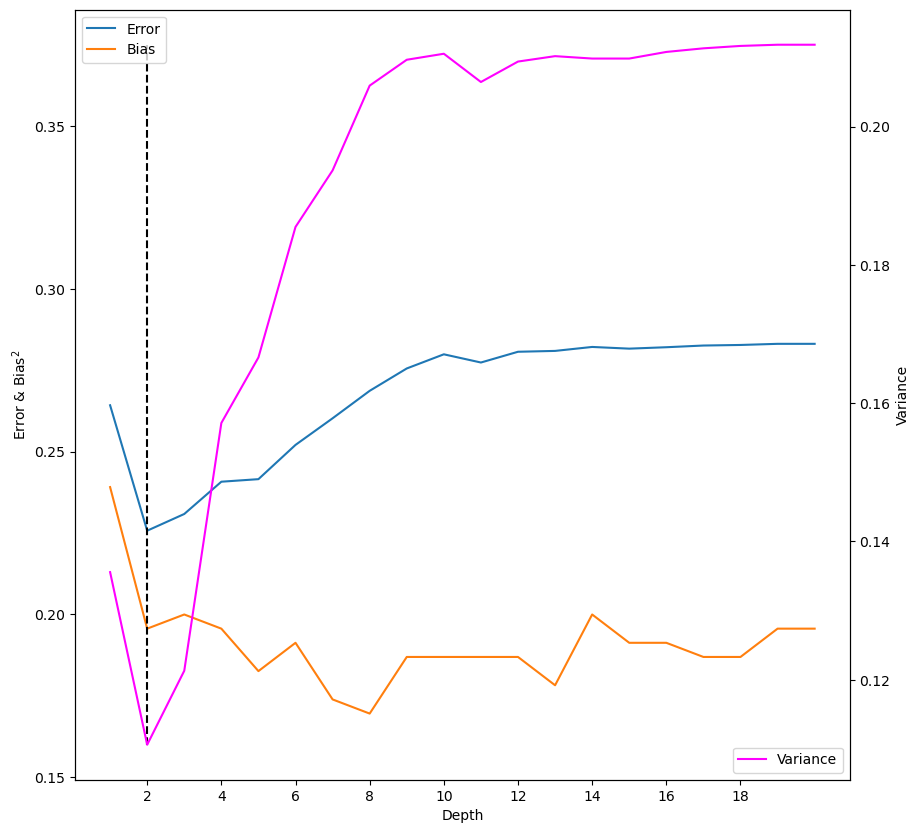 Error
Bias
0.35
0.30
0.25
0.20
0.15
Error & Bias²
0.20
0.18
0.16
0.14
0.12
Variance
Variance
2 4 6 8 10 12 14 16 18
Depth